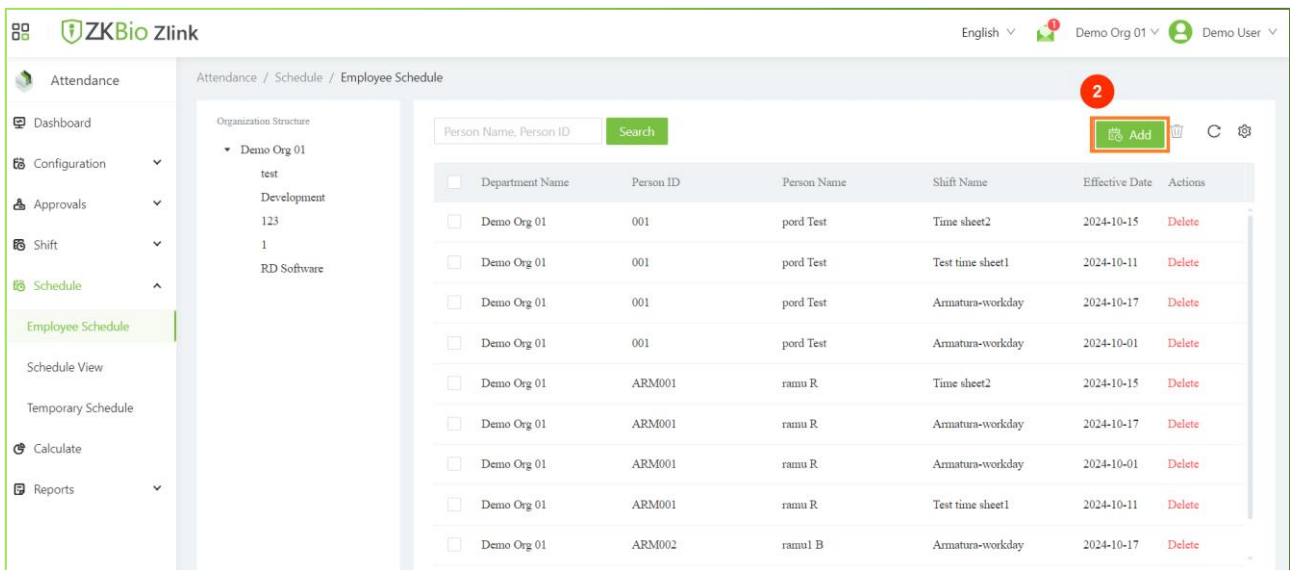 ZKBio Zlink
English
1
Demo Org 01
Demo User
Attendance
Attendance / Schedule / Employee Schedule
2
Dashboard
Configuration
Approvals
Shift
Schedule
Employee Schedule
Schedule View
Temporary Schedule
Calculate
Reports
Organization Structure
Demo Org 01
test
Development
123
1
RD Software
Person Name, Person ID Search Add
Department Name Person ID Person Name Shift Name Effective Date Actions
Demo Org 01 001 pord Test Time sheet2 2024-10-15 Delete
Demo Org 01 001 pord Test Test time sheet1 2024-10-11 Delete
Demo Org 01 001 pord Test Armatura-workday 2024-10-17 Delete
Demo Org 01 001 pord Test Armatura-workday 2024-10-01 Delete
Demo Org 01 ARM001 ramu R Time sheet2 2024-10-15 Delete
Demo Org 01 ARM001 ramu R Armatura-workday 2024-10-17 Delete
Demo Org 01 ARM001 ramu R Armatura-workday 2024-10-01 Delete
Demo Org 01 ARM001 ramu R Test time sheet1 2024-10-11 Delete
Demo Org 01 ARM002 ramu1 B Armatura-workday 2024-10-17 Delete